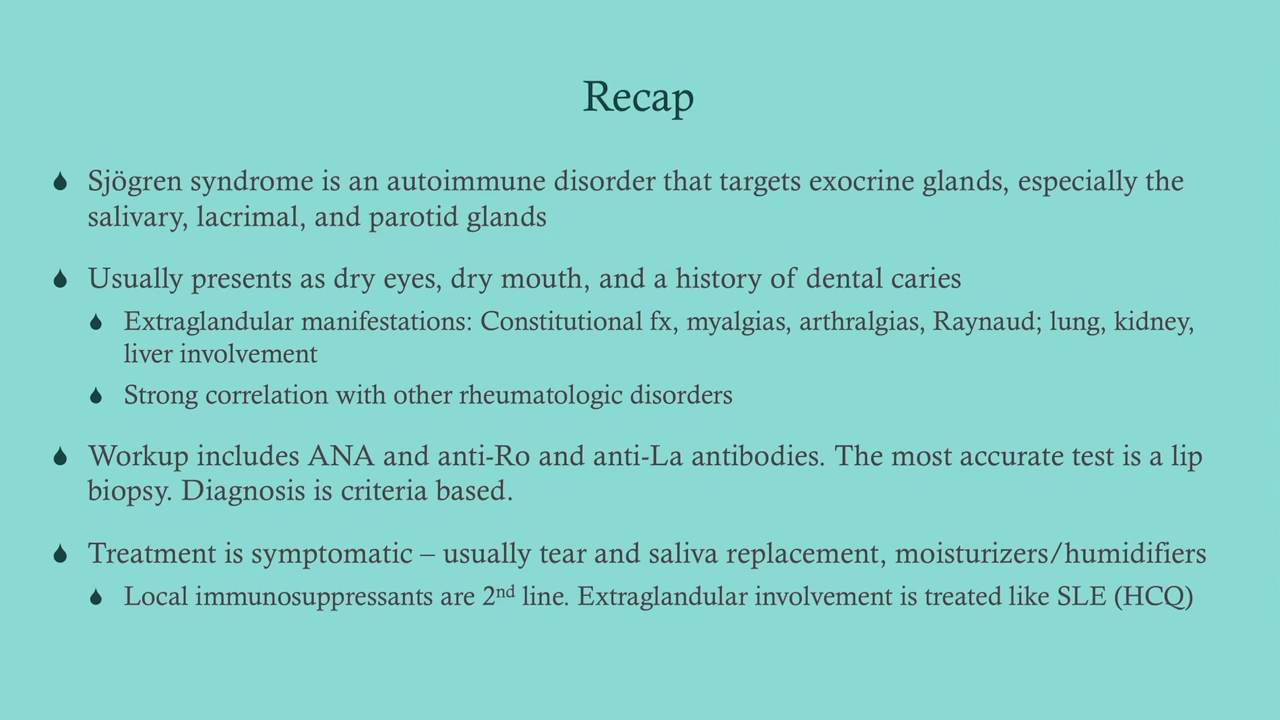 Recap
Sjögren syndrome is an autoimmune disorder that targets exocrine glands, especially the
salivary, lacrimal, and parotid glands
Usually presents as dry eyes, dry mouth, and a history of dental caries
Extraglandular manifestations: Constitutional fx, myalgias, arthralgias, Raynaud; lung, kidney,
liver involvement
Strong correlation with other rheumatologic disorders
Workup includes ANA and anti-Ro and anti-La antibodies. The most accurate test is a lip
biopsy. Diagnosis is criteria based.
Treatment is symptomatic – usually tear and saliva replacement, moisturizers/humidifiers
Local immunosuppressants are 2nd line. Extraglandular involvement is treated like SLE (HCQ)